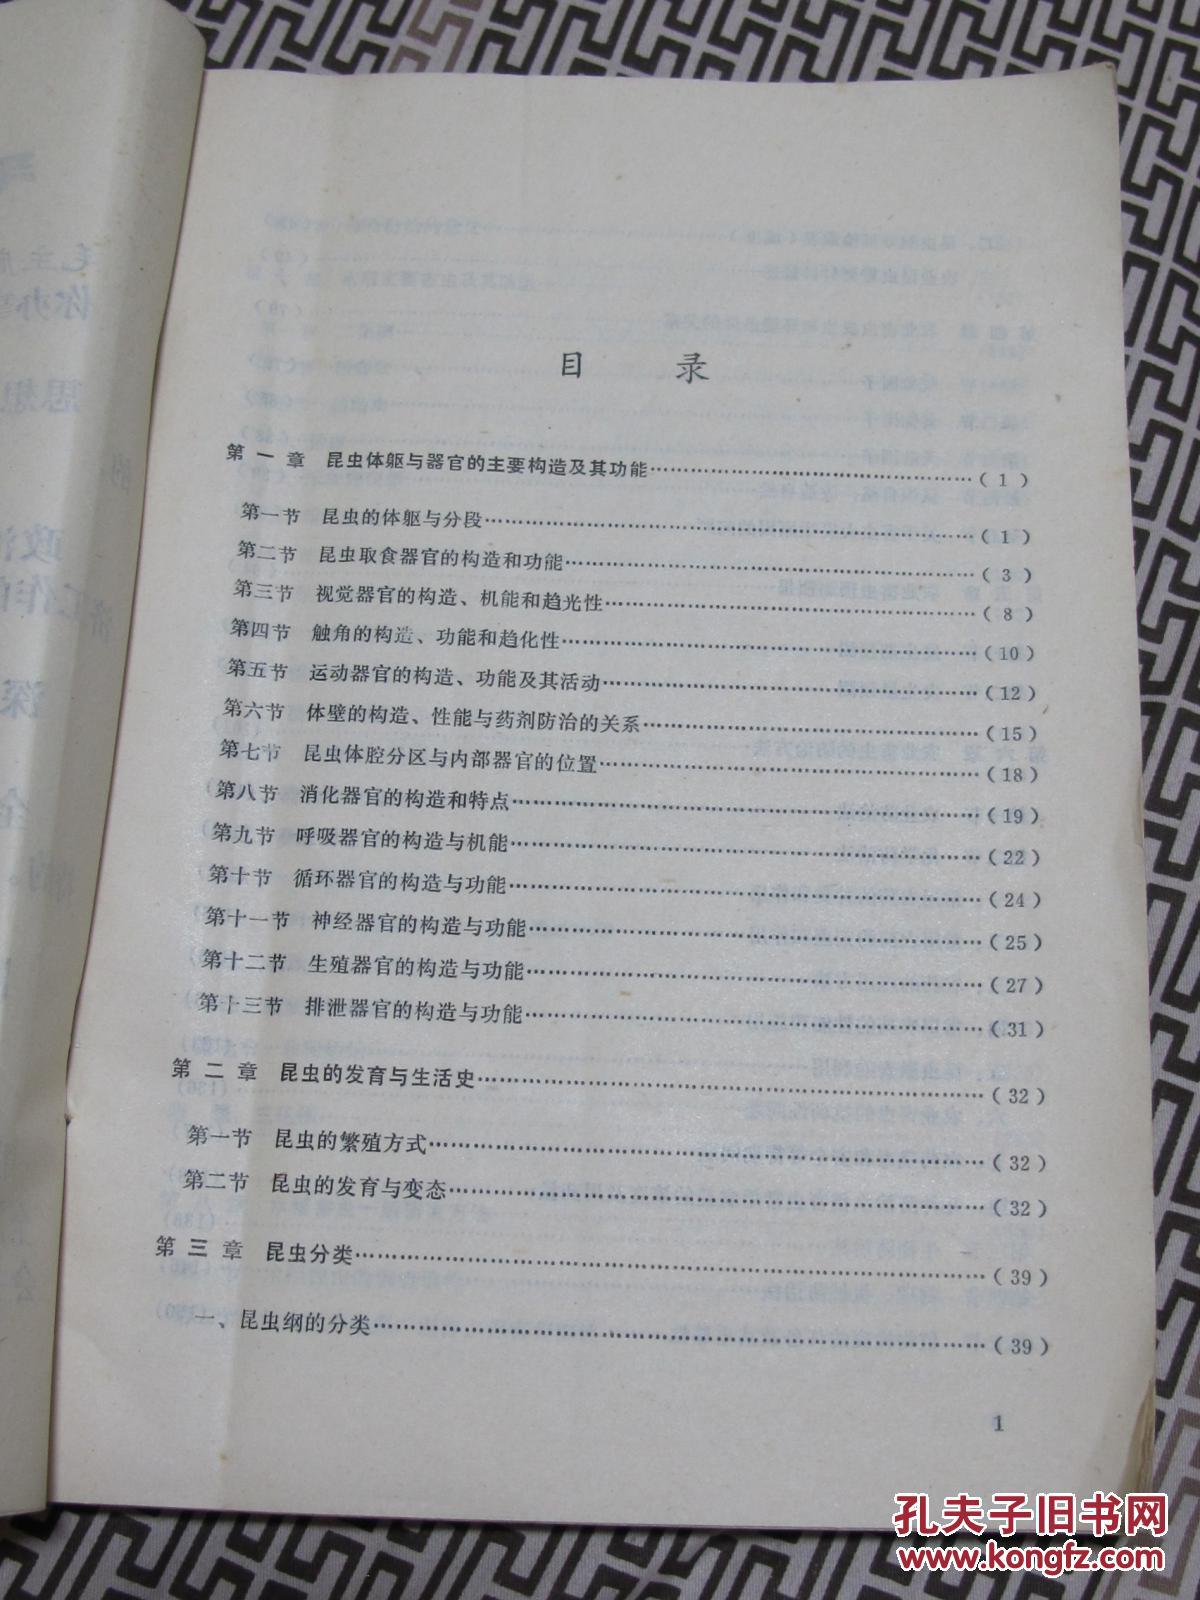 目 录
第一章 昆虫体躯与器官的主要构造及其功能……………………………………(1)
第一节 昆虫的体躯与分段……………………………………(1)
第二节 昆虫取食器官的构造和功能……………………………………(3)
第三节 视觉器官的构造、机能和趋光性……………………………………(8)
第四节 触角的构造、功能和趋化性……………………………………(10)
第五节 运动器官的构造、功能及其活动……………………………………(12)
第六节 体壁的构造、性能与药剂防治的关系……………………………………(15)
第七节 昆虫体腔分区与内部器官的位置……………………………………(18)
第八节 消化器官的构造和特点……………………………………(19)
第九节 呼吸器官的构造与机能……………………………………(22)
第十节 循环器官的构造与功能……………………………………(24)
第十一节 神经器官的构造与功能……………………………………(25)
第十二节 生殖器官的构造与功能……………………………………(27)
第十三节 排泄器官的构造与功能……………………………………(31)
第二章 昆虫的发育与生活史……………………………………(32)
第一节 昆虫的繁殖方式……………………………………(32)
第二节 昆虫的发育与变态……………………………………(32)
第三章 昆虫分类……………………………………(39)
一、昆虫纲的分类……………………………………(39)
1
孔夫子旧书网
www.kongfz.com